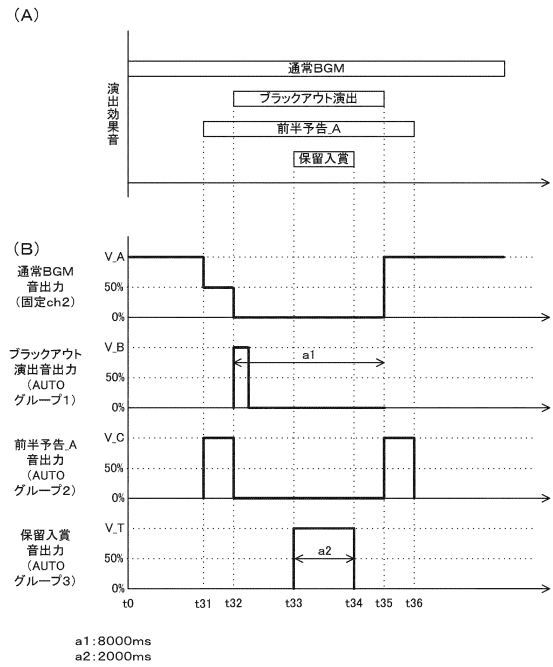 (A)
演出効果音
通常BGM
ブラックアウト演出
前半予告_A
保留入賞
(B)
通常BGM
音出力
(固定ch2)
V_A
50%
0%
ブラックアウト
演出音出力
(AUTO
グループ1)
V_B
50%
0%
a1
前半予告_A
音出力
(AUTO
グループ2)
V_C
50%
0%
保留入賞
音出力
(AUTO
グループ3)
V_T
50%
0%
a2
t0 t31 t32 t33 t34 t35 t36
a1:8000ms
a2:2000ms